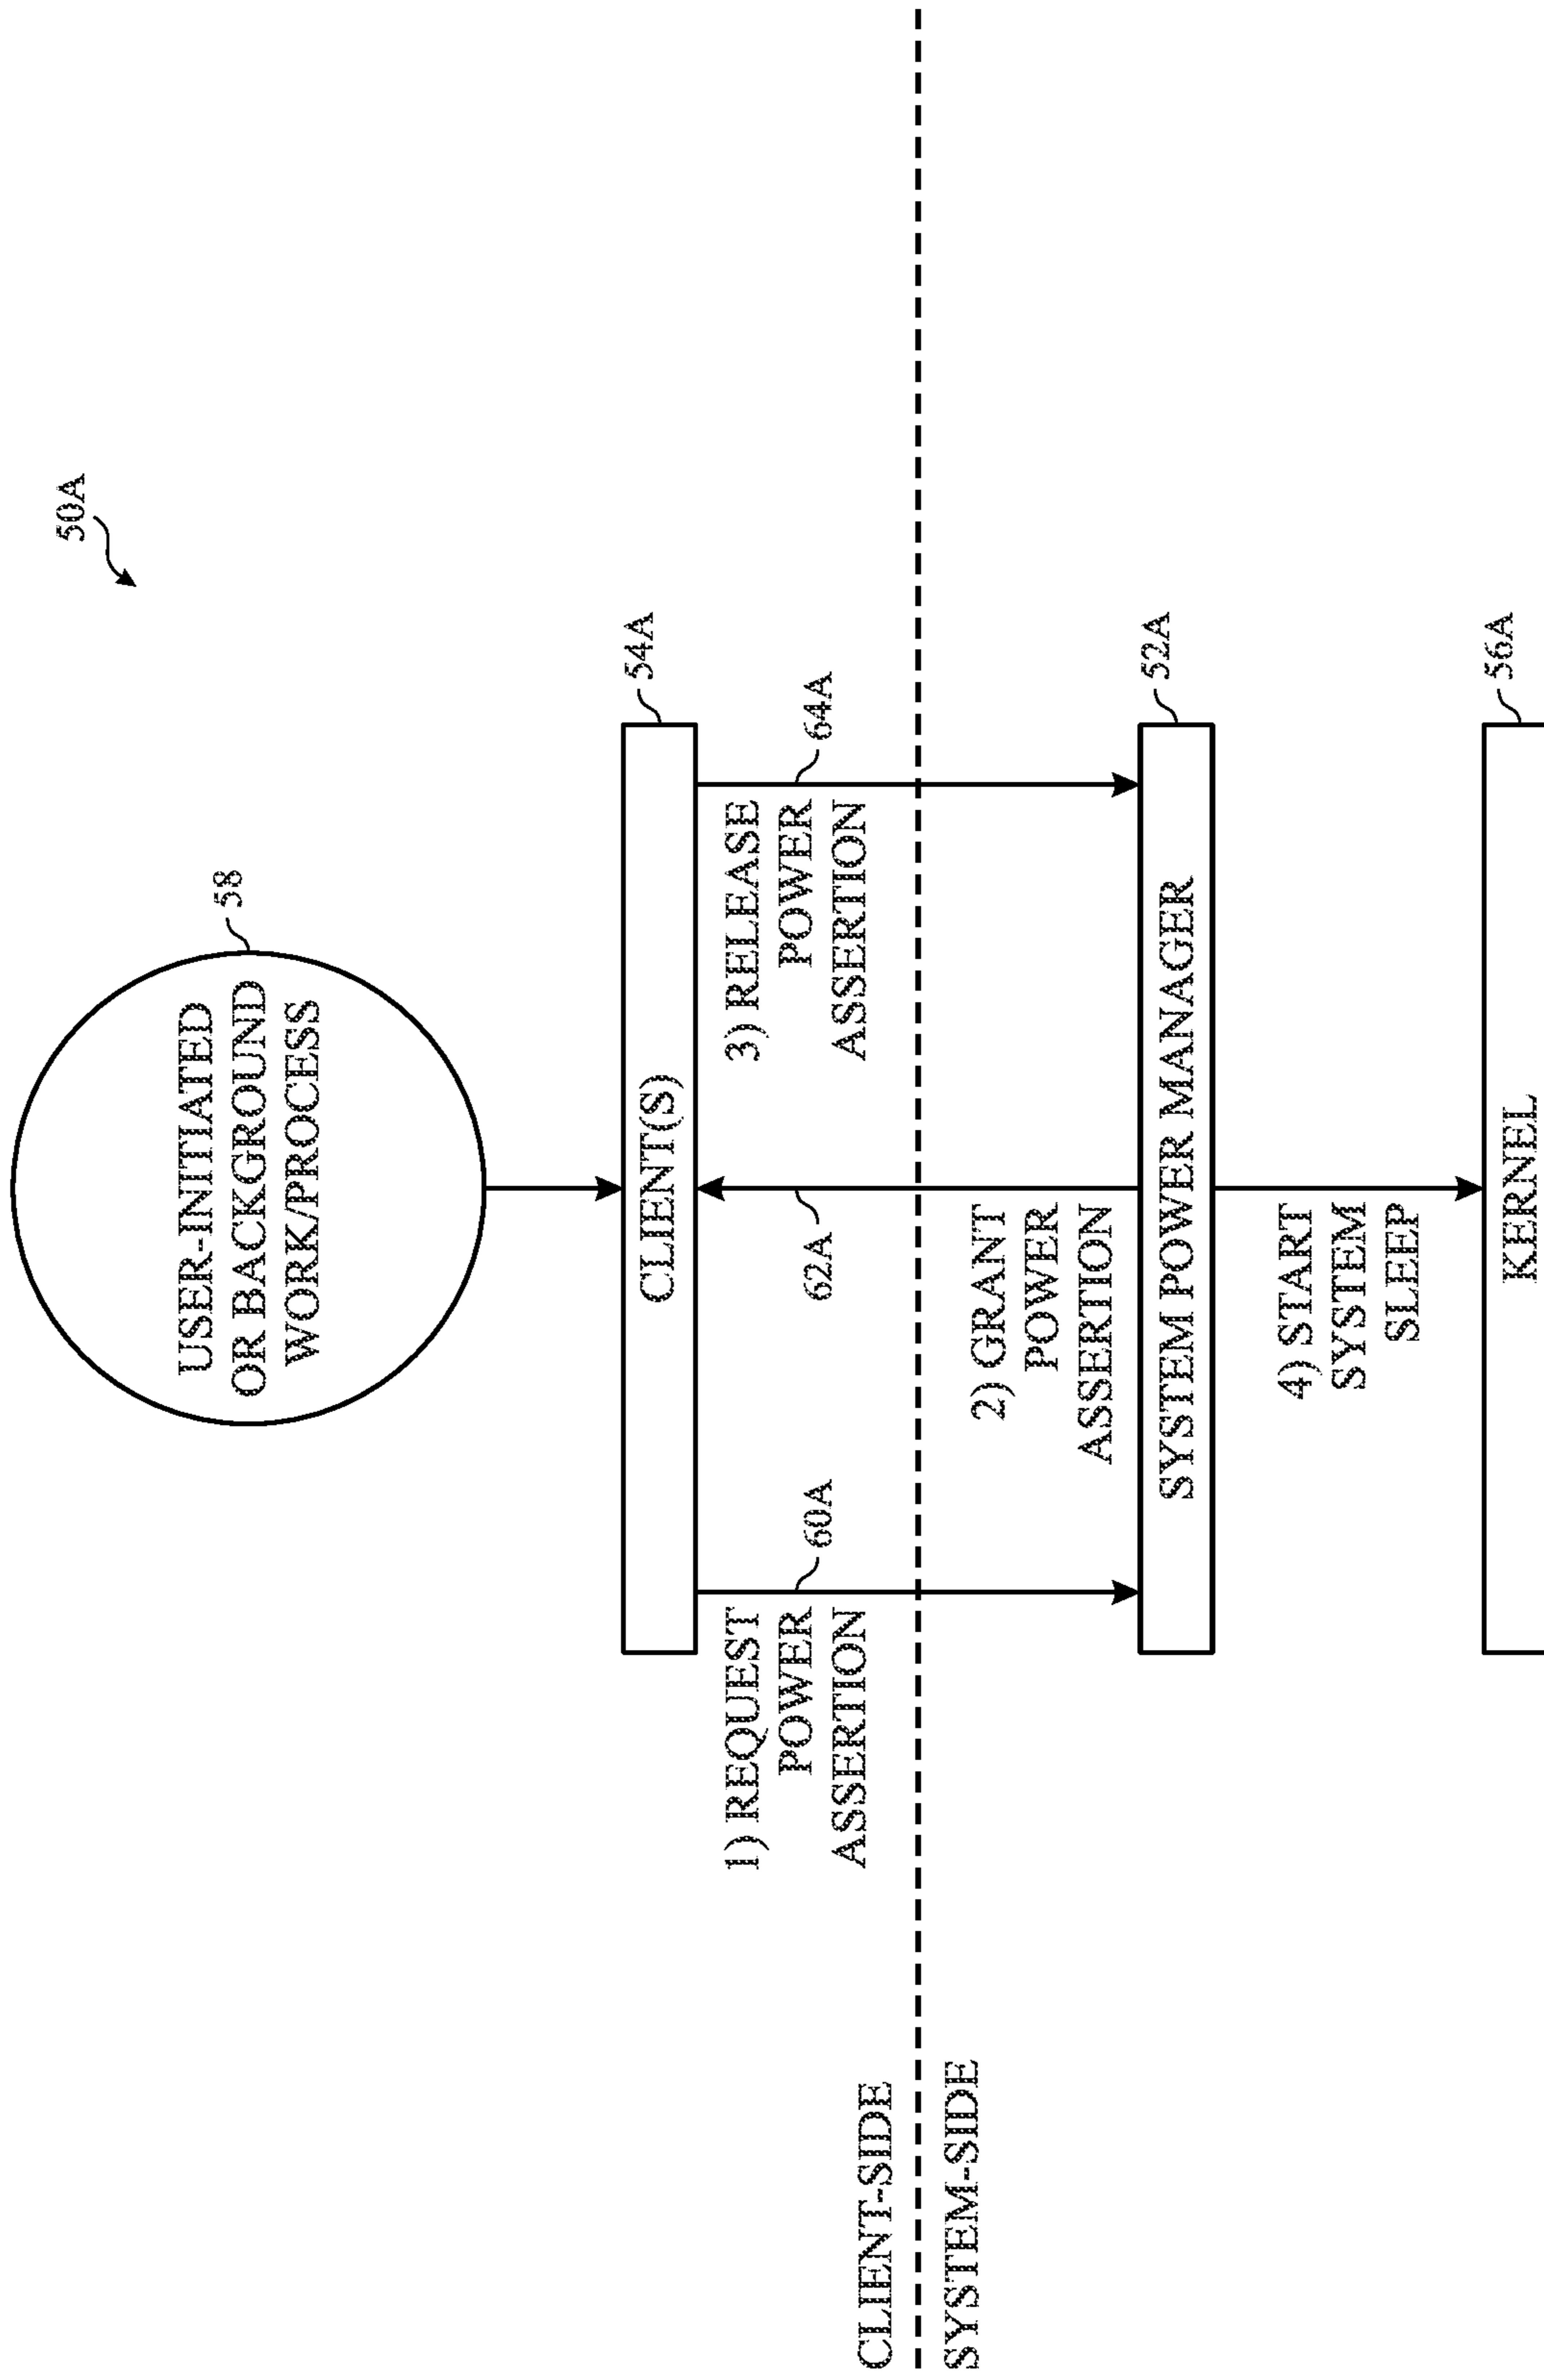 50A
USER-INITIATED
OR BACKGROUND
WORK/PROCESS
58
CLIENT(S)
54A
1) REQUEST
POWER
ASSERTION
60A
62A
3) RELEASE
POWER
ASSERTION
64A
CLIENT-SIDE
SYSTEM-SIDE
2) GRANT
POWER
ASSERTION
SYSTEM POWER MANAGER
52A
4) START
SYSTEM
SLEEP
KERNEL
56A